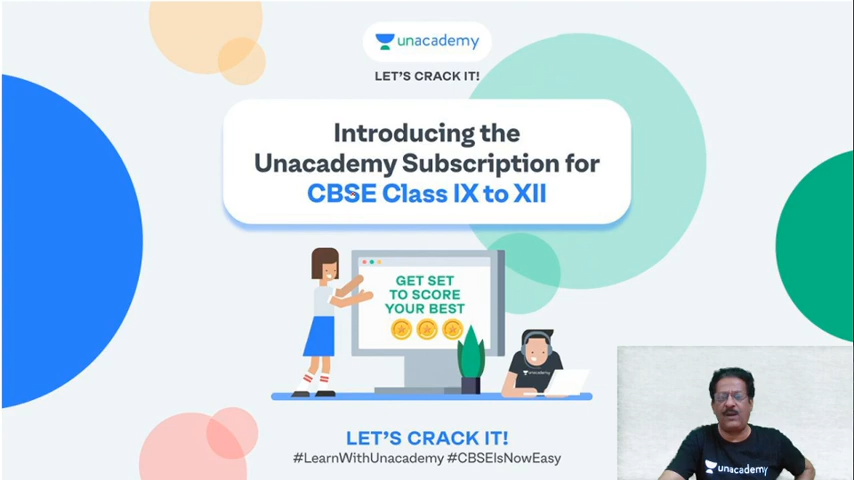 unacademy
LET'S CRACK IT!
Introducing the
Unacademy Subscription for
CBSE Class IX to XII
GET SET
TO SCORE
YOUR BEST
unacademy
LET'S CRACK IT!
#LearnWithUnacademy #CBSEIsNowEasy
unacademy